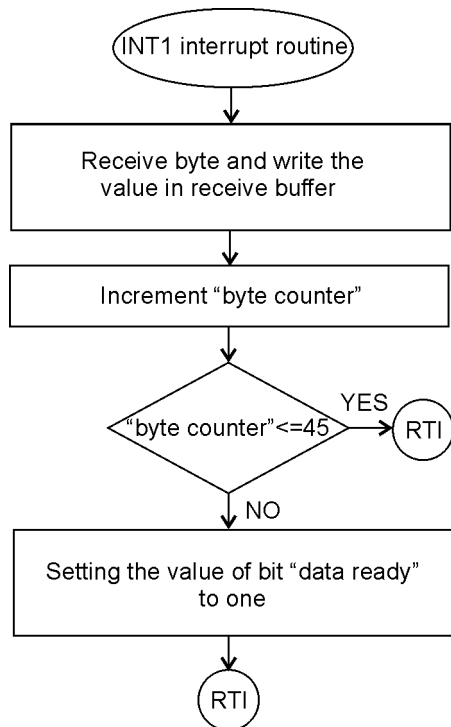 INT1 interrupt routine
Receive byte and write the
value in receive buffer
Increment “byte counter”
“byte counter”<=45
YES
RTI
NO
Setting the value of bit “data ready”
to one
RTI